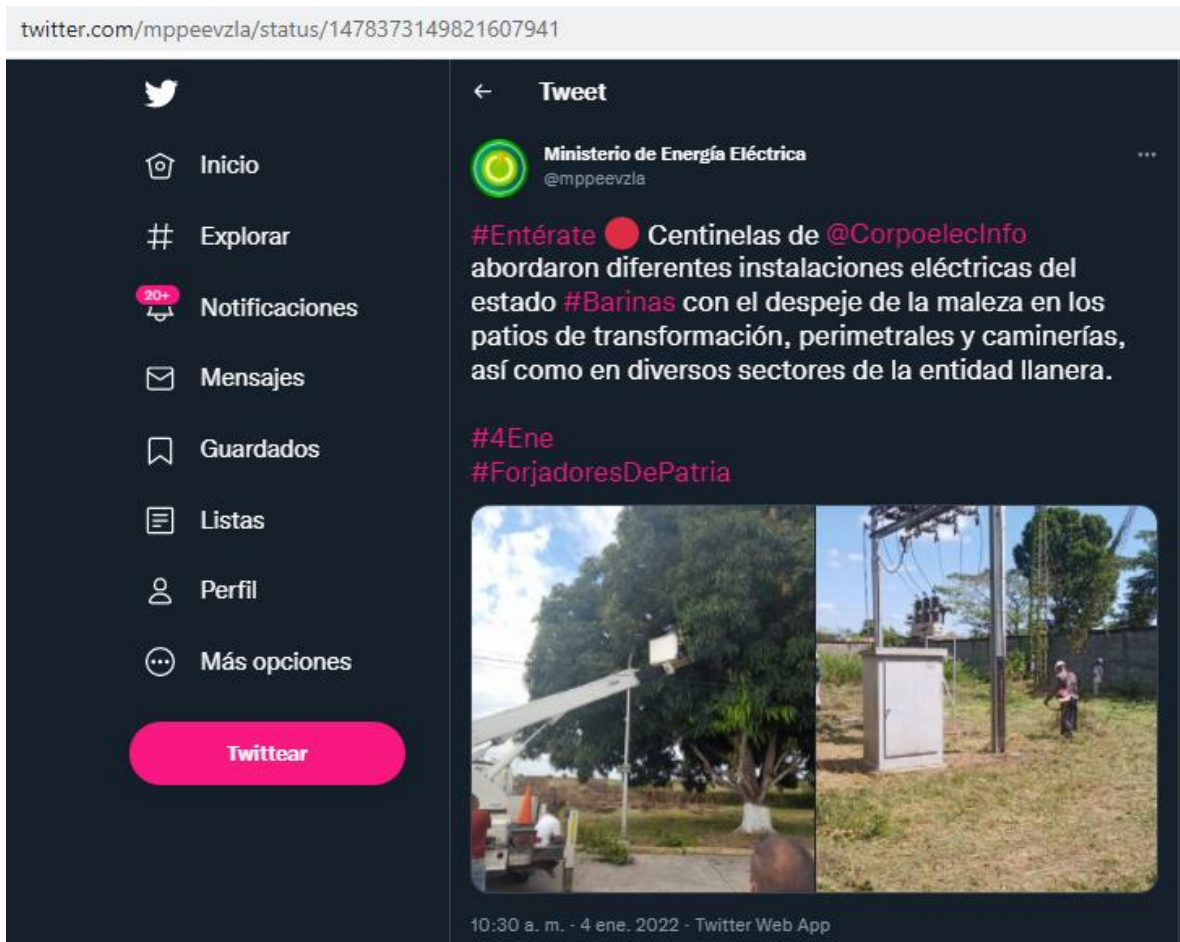 twitter.com/mppeevzla/status/1478373149821607941
Tweet
Inicio
Explorar
20+
Notificaciones
Mensajes
Guardados
Listas
Perfil
Más opciones
Twittear
Ministerio de Energía Eléctrica
@mppeevzla
#Entérate 🔴 Centinelas de @CorpoelecInfo
abordaron diferentes instalaciones eléctricas del
estado #Barinas con el despeje de la maleza en los
patios de transformación, perimetrales y caminerías,
así como en diversos sectores de la entidad llanera.
#4Ene
#ForjadoresDePatria
10:30 a. m. · 4 ene. 2022 · Twitter Web App